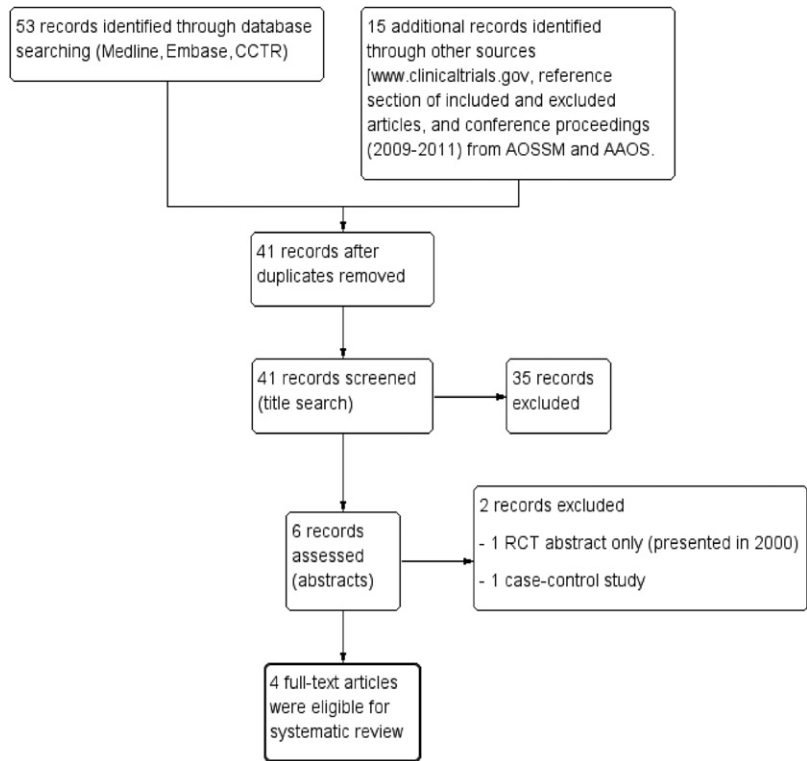 53 records identified through database
searching (Medline, Embase, CCTR)
15 additional records identified
through other sources
[www.clinicaltrials.gov, reference
section of included and excluded
articles, and conference proceedings
(2009-2011) from AOSSM and AAOS.
41 records after
duplicates removed
41 records screened
(title search)
35 records
excluded
6 records
assessed
(abstracts)
2 records excluded
- 1 RCT abstract only (presented in 2000)
- 1 case-control study
4 full-text articles
were eligible for
systematic review